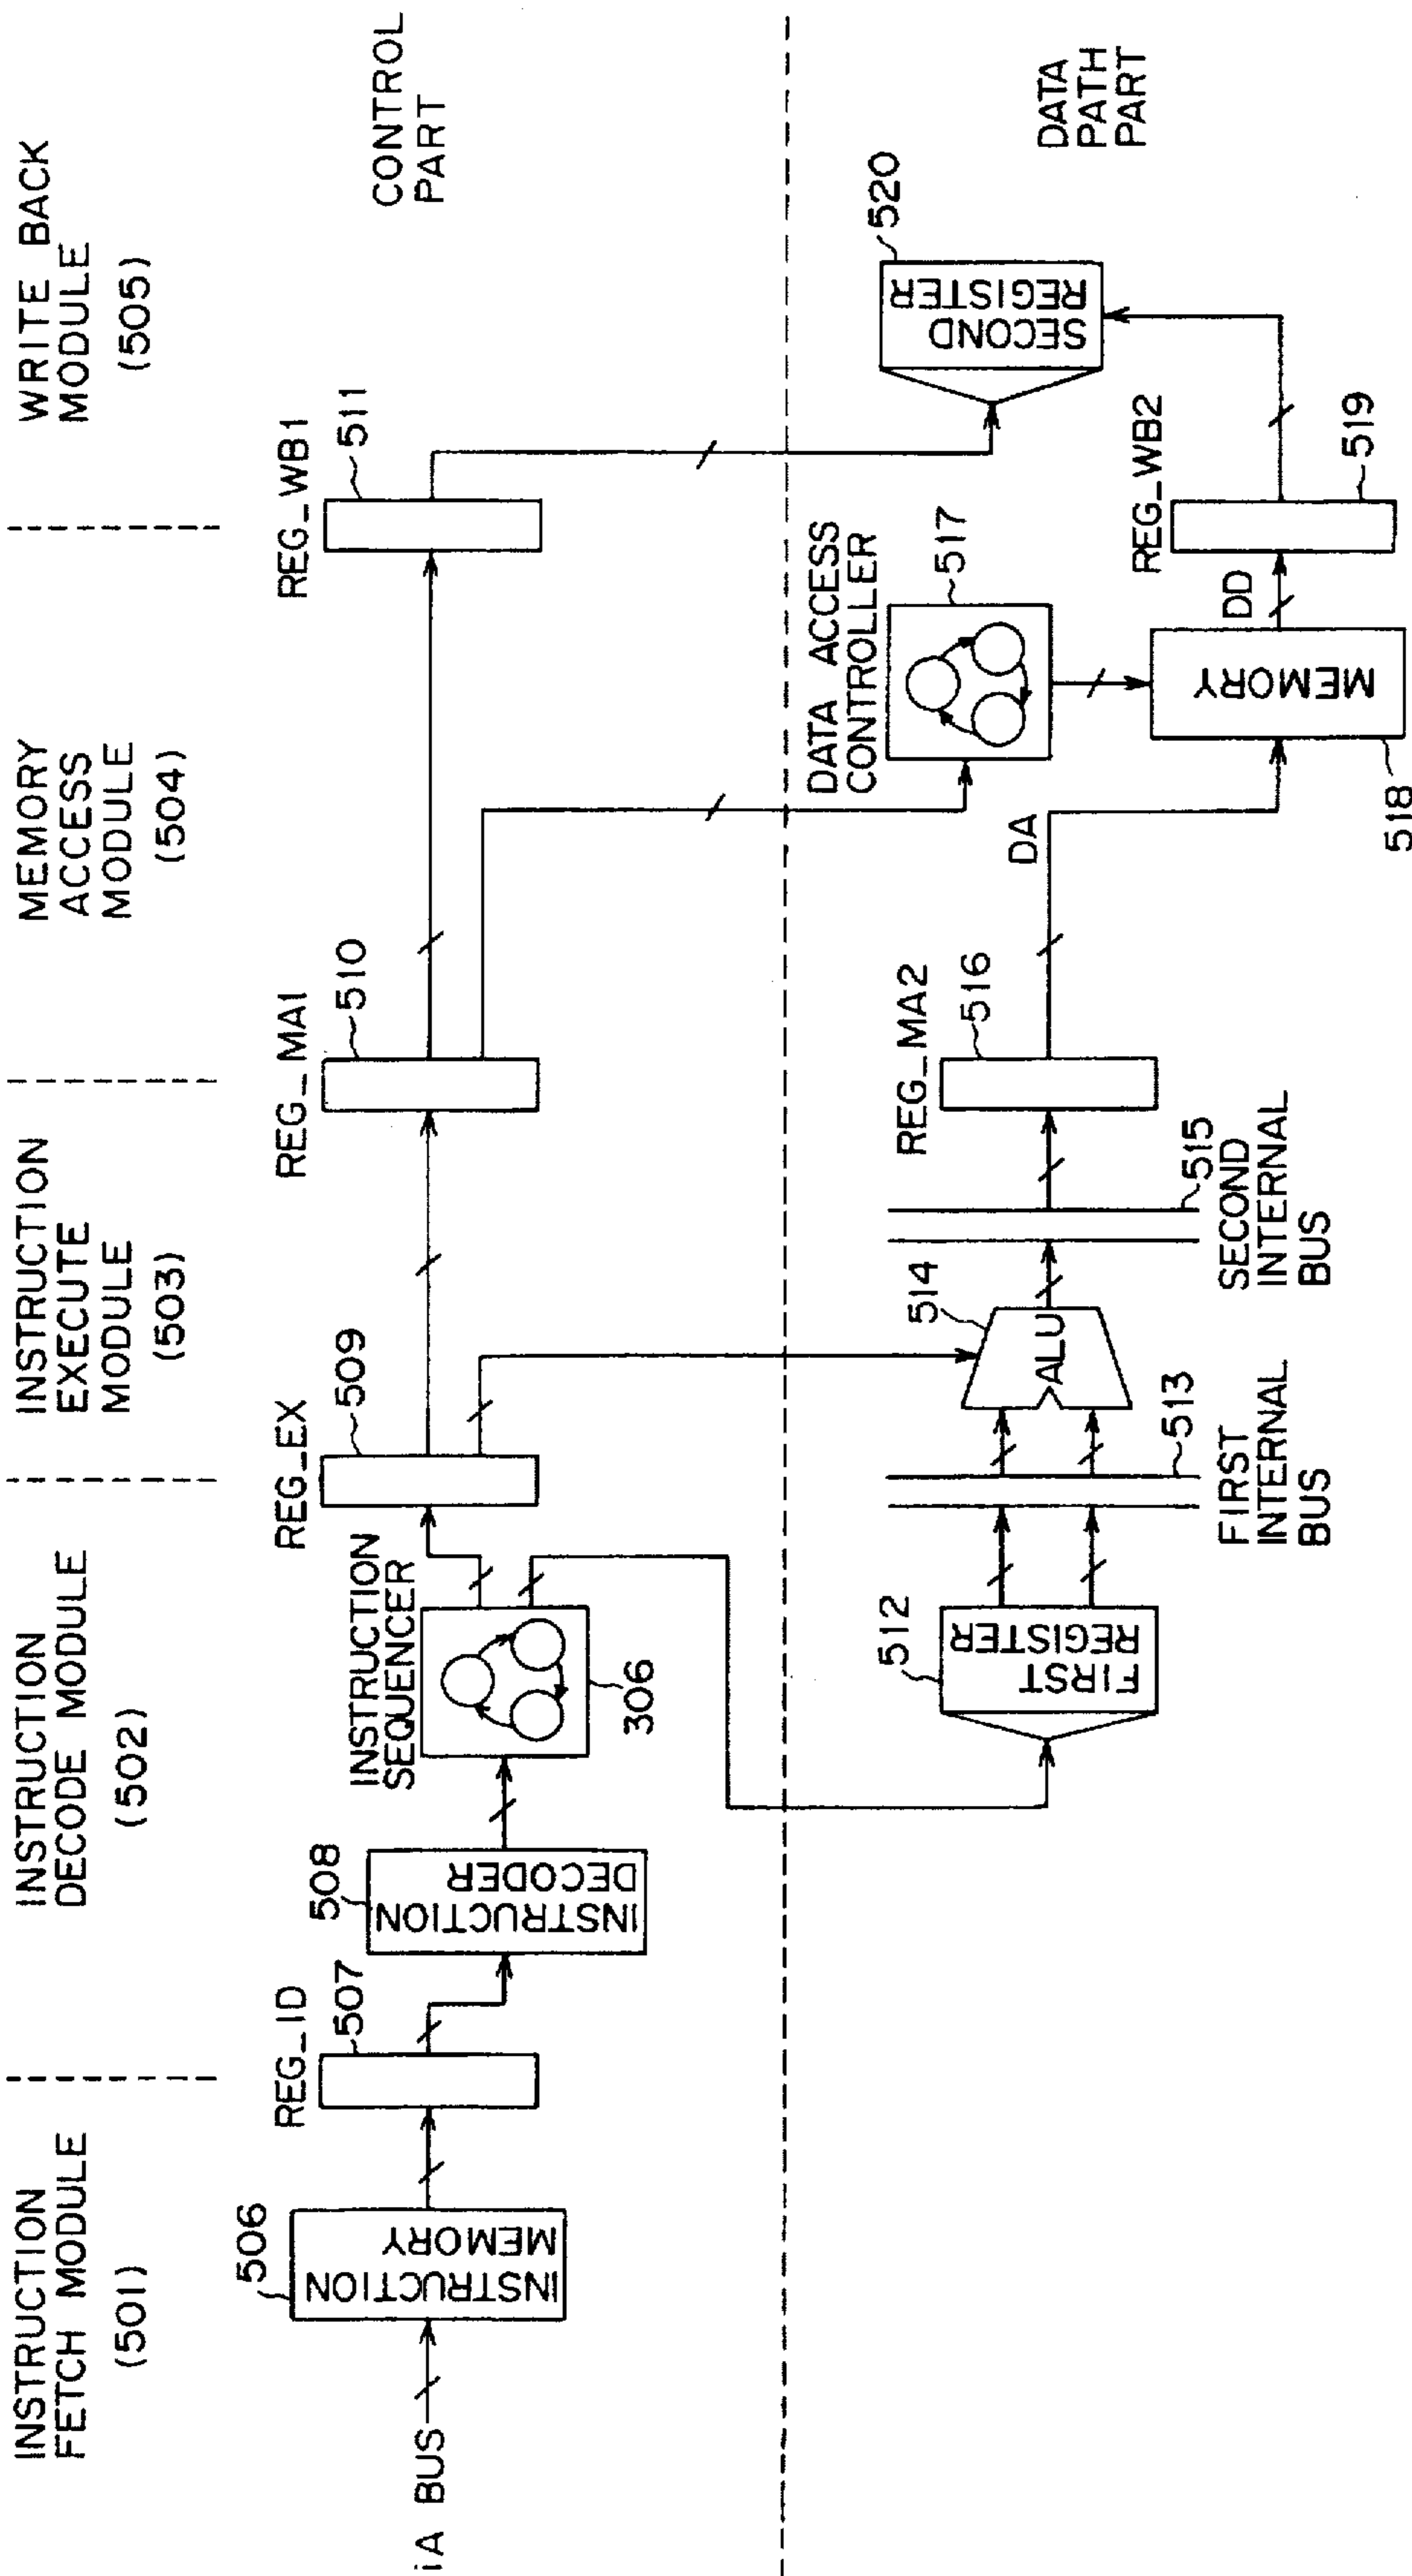 INSTRUCTION
FETCH MODULE
(501)
INSTRUCTION
DECODE MODULE
(502)
INSTRUCTION
EXECUTE
MODULE
(503)
MEMORY
ACCESS
MODULE
(504)
WRITE BACK
MODULE
(505)
CONTROL
PART
iA BUS
506
INSTRUCTION
MEMORY
REG_ID
507
508
INSTRUCTION
DECODER
INSTRUCTION
SEQUENCER
306
REG_EX
509
REG_MA1
510
REG_WB1
511
DATA
PATH
PART
512
FIRST
REGISTER
513
FIRST
INTERNAL
BUS
514
ALU
515
SECOND
INTERNAL
BUS
REG_MA2
516
DA
DATA ACCESS
CONTROLLER
517
MEMORY
518
DD
REG_WB2
519
520
SECOND
REGISTER